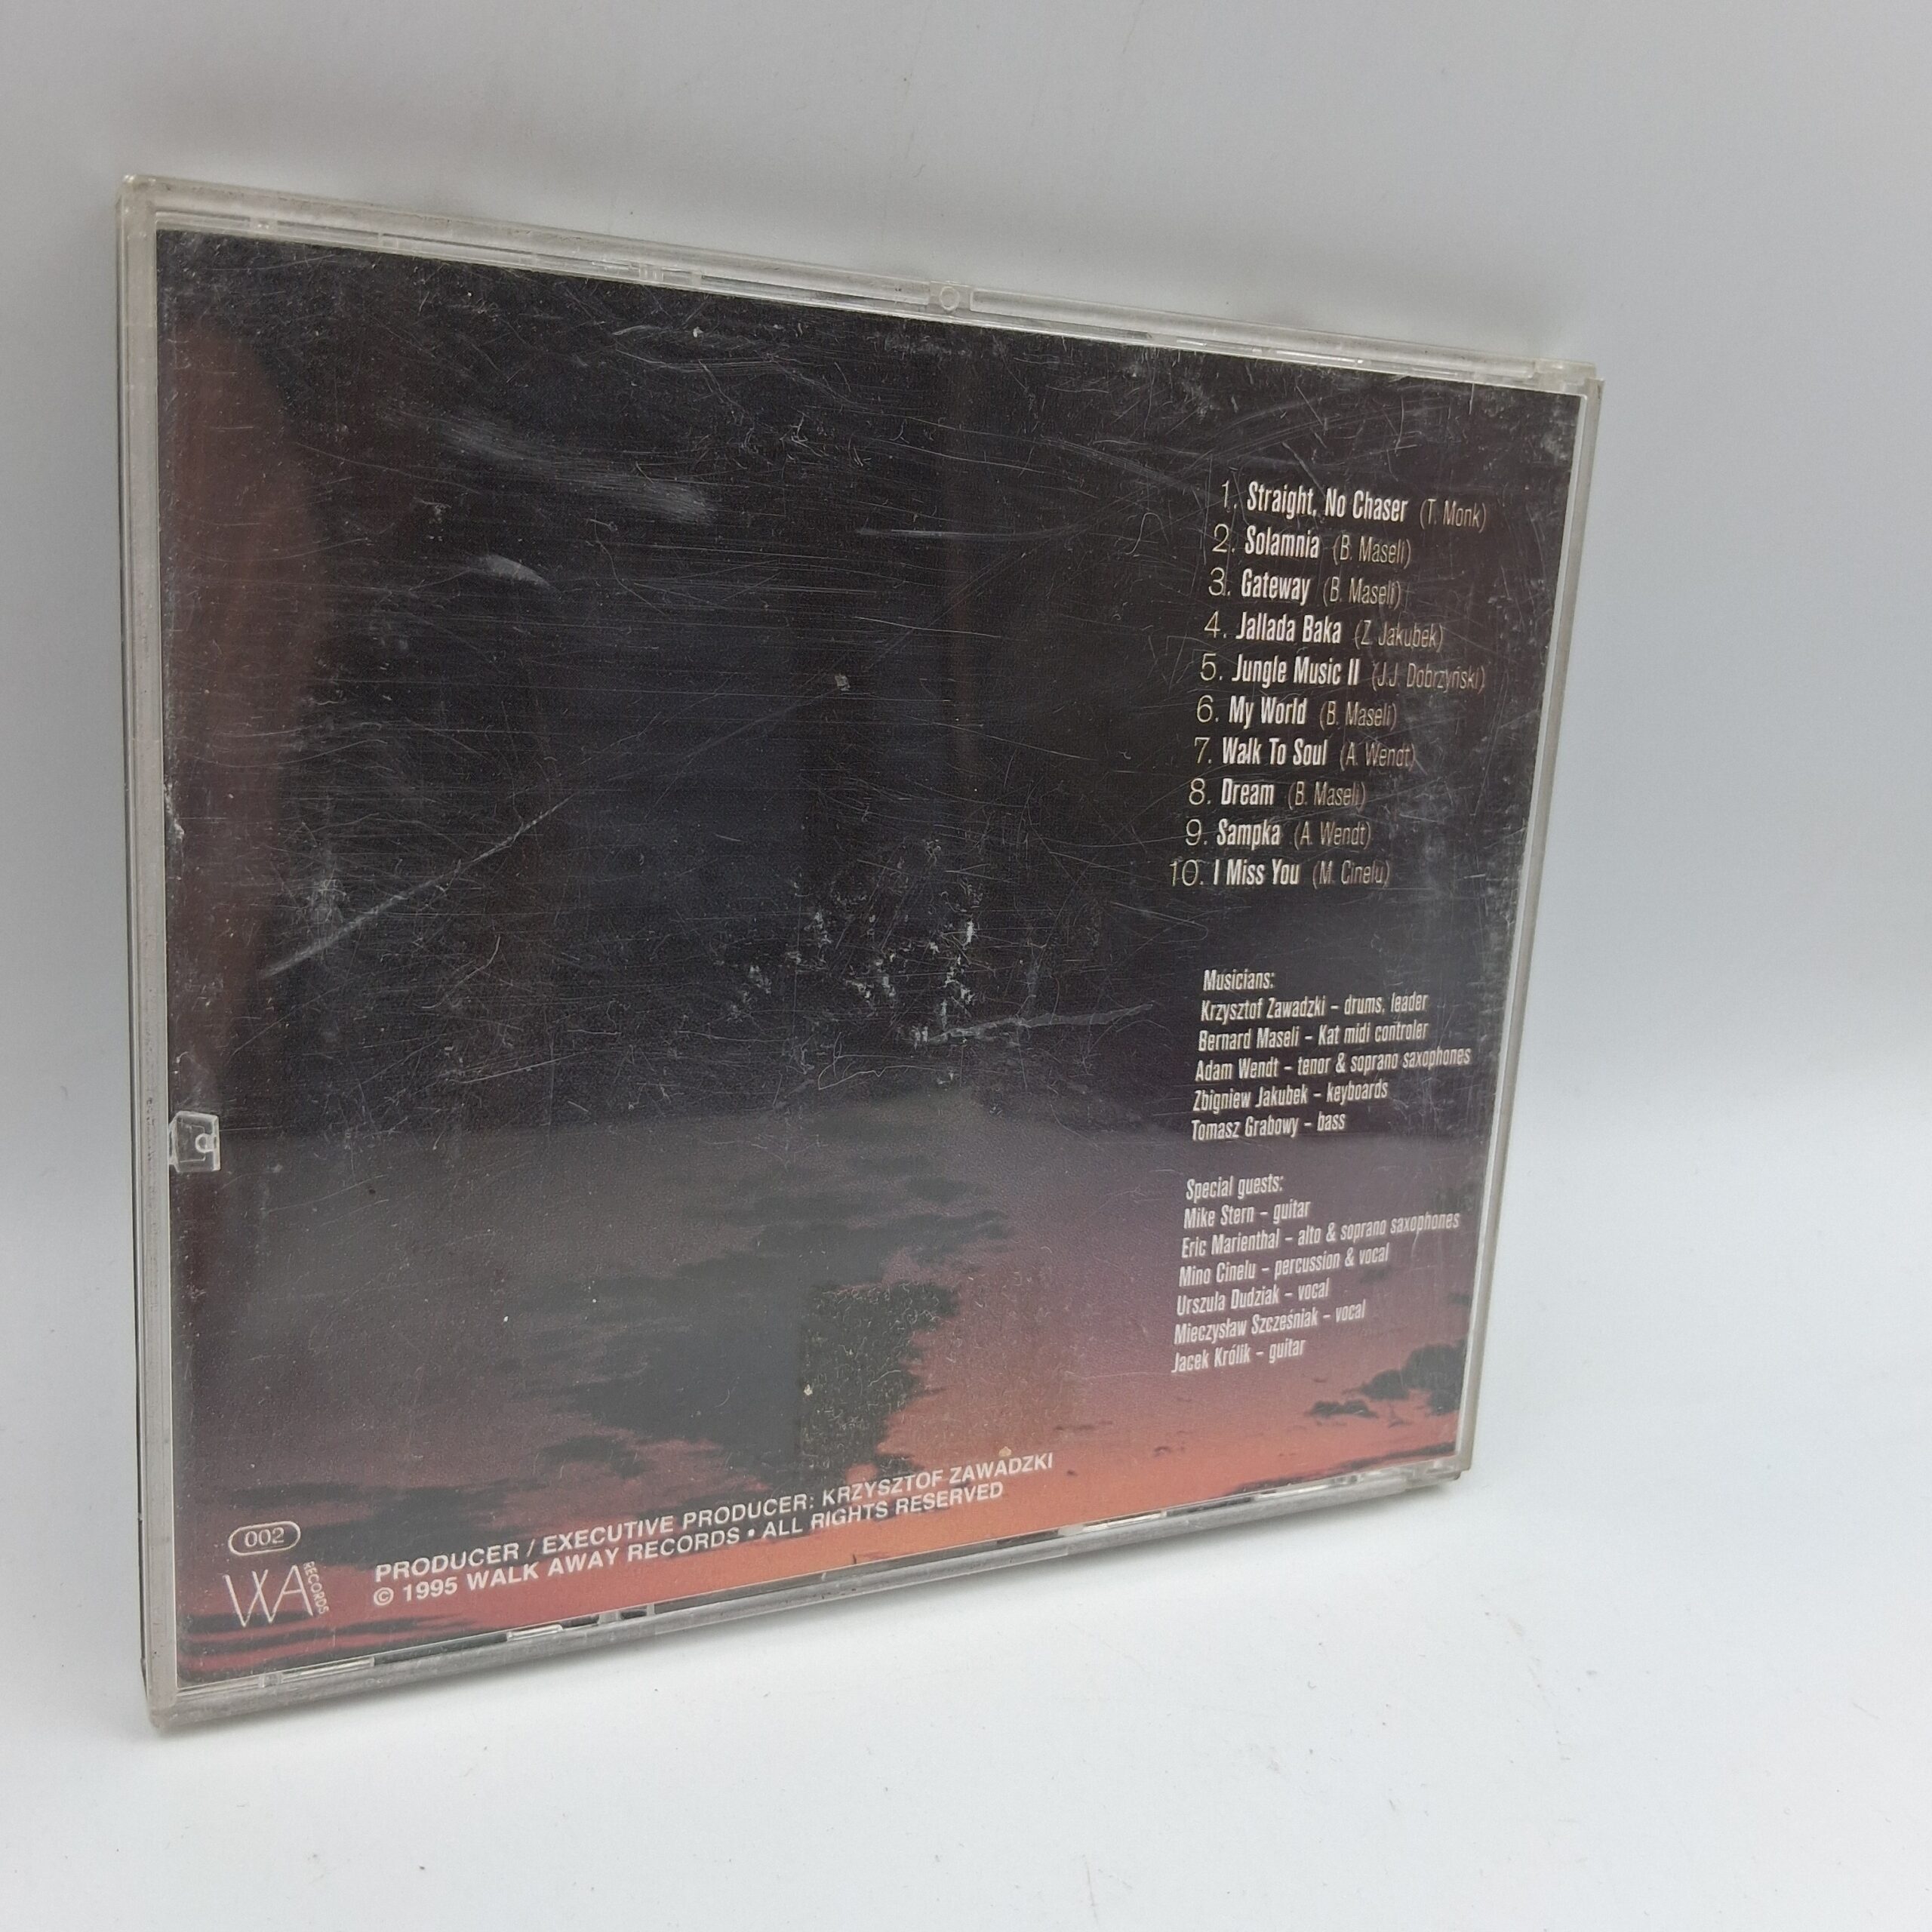 1. Straight, No Chaser (T. Monk)
2. Solamnia (B. Maseli)
3. Gateway (B. Maseli)
4. Jallada Baka (Z. Jakubek)
5. Jungle Music II (J.J. Dobrzyński)
6. My World (B. Maseli)
7. Walk To Soul (A. Wendt)
8. Dream (B. Maseli)
9. Sampka (A. Wendt)
10. I Miss You (M. Cinelu)
Musicians:
Krzysztof Zawadzki – drums, leader
Bernard Maseli – Kat midi controler
Adam Wendt – tenor & soprano saxophones
Zbigniew Jakubek – keyboards
Tomasz Grabowy – bass
Special guests:
Mike Stern – guitar
Eric Marienthal – alto & soprano saxophones
Mino Cinelu – percussion & vocal
Urszula Dudziak – vocal
Mieczysław Szcześniak – vocal
Jacek Królik – guitar
002
WA RECORDS
PRODUCER / EXECUTIVE PRODUCER: KRZYSZTOF ZAWADZKI
© 1995 WALK AWAY RECORDS • ALL RIGHTS RESERVED